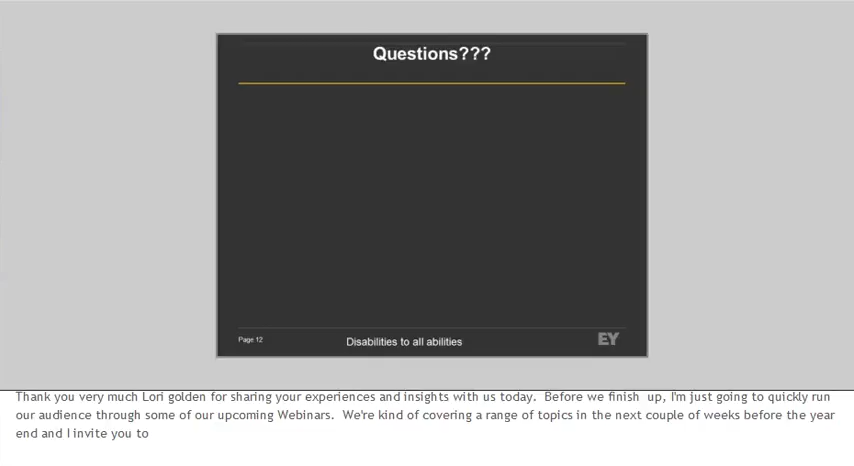 Questions???
Page 12
Disabilities to all abilities
EY
Thank you very much Lori golden for sharing your experiences and insights with us today.  Before we finish  up, I'm just going to quickly run
our audience through some of our upcoming Webinars.  We're kind of covering a range of topics in the next couple of weeks before the year
end and I invite you to